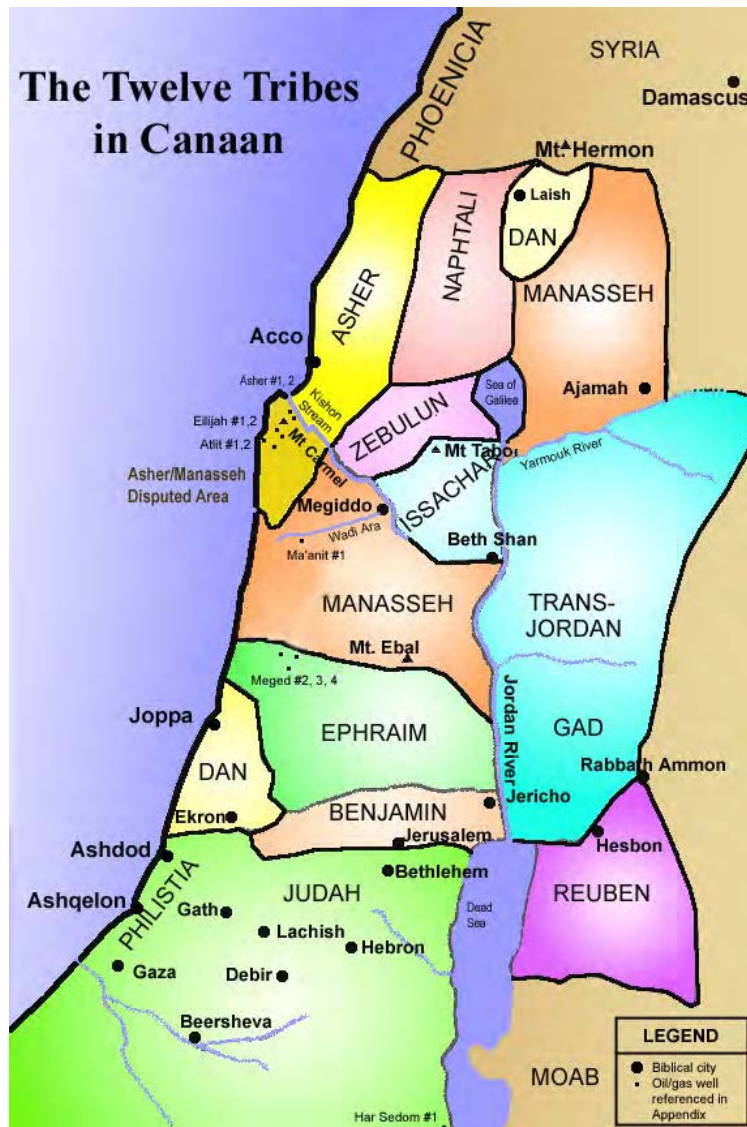 The Twelve Tribes
in Canaan
PHOENICIA
SYRIA
Damascus
Mt. Hermon
Laish
DAN
NAPHTALI
MANASSEH
ASHER
Acco
Asher #1, 2
Kishon
Stream
Sea of
Galilee
Ajamah
ZEBULUN
Eilijah #1,2
Atlit #1,2
Mt Carmel
Mt Tabor
Yarmouk River
Asher/Manasseh
Disputed Area
ISSACHAR
Megiddo
Wadi Ara
Beth Shan
Ma'anit #1
MANASSEH
TRANS-
JORDAN
Mt. Ebal
Meged #2, 3, 4
Jordan River
Joppa
EPHRAIM
GAD
DAN
Rabbath Ammon
Ekron
BENJAMIN
Jericho
Jerusalem
Hesbon
Ashdod
Bethlehem
REUBEN
Ashqelon
PHILISTIA
JUDAH
Gath
Dead
Sea
Lachish
Hebron
Gaza
Debir
Beersheva
MOAB
LEGEND
Biblical city
Oil/gas well
referenced in
Appendix
Har Sedom #1